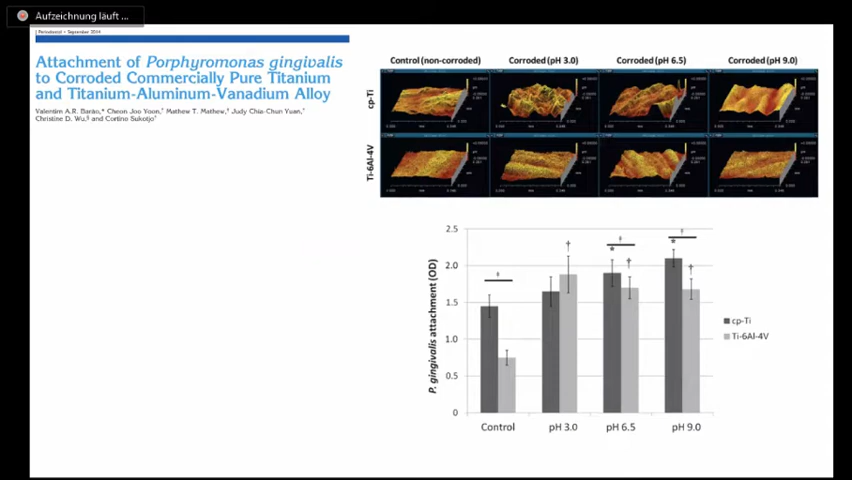 Aufzeichnung läuft ...
Periodontol • September 2014
Attachment of Porphyromonas gingivalis
to Corroded Commercially Pure Titanium
and Titanium-Aluminum-Vanadium Alloy
Valentim A.R. Barão,* Cheon Joo Yoon,* Mathew T. Mathew,† Judy Chia-Chun Yuan,*
Christine D. Wu,§ and Cortino Sukotjo*
Control (non-corroded) Corroded (pH 3.0) Corroded (pH 6.5) Corroded (pH 9.0)
cp-Ti
Ti-6Al-4V
P. gingivalis attachment (OD)
2.5
2.0
1.5
1.0
0.5
0
‡
†
* ‡ †
* ‡ †
Control pH 3.0 pH 6.5 pH 9.0
cp-Ti
Ti-6Al-4V